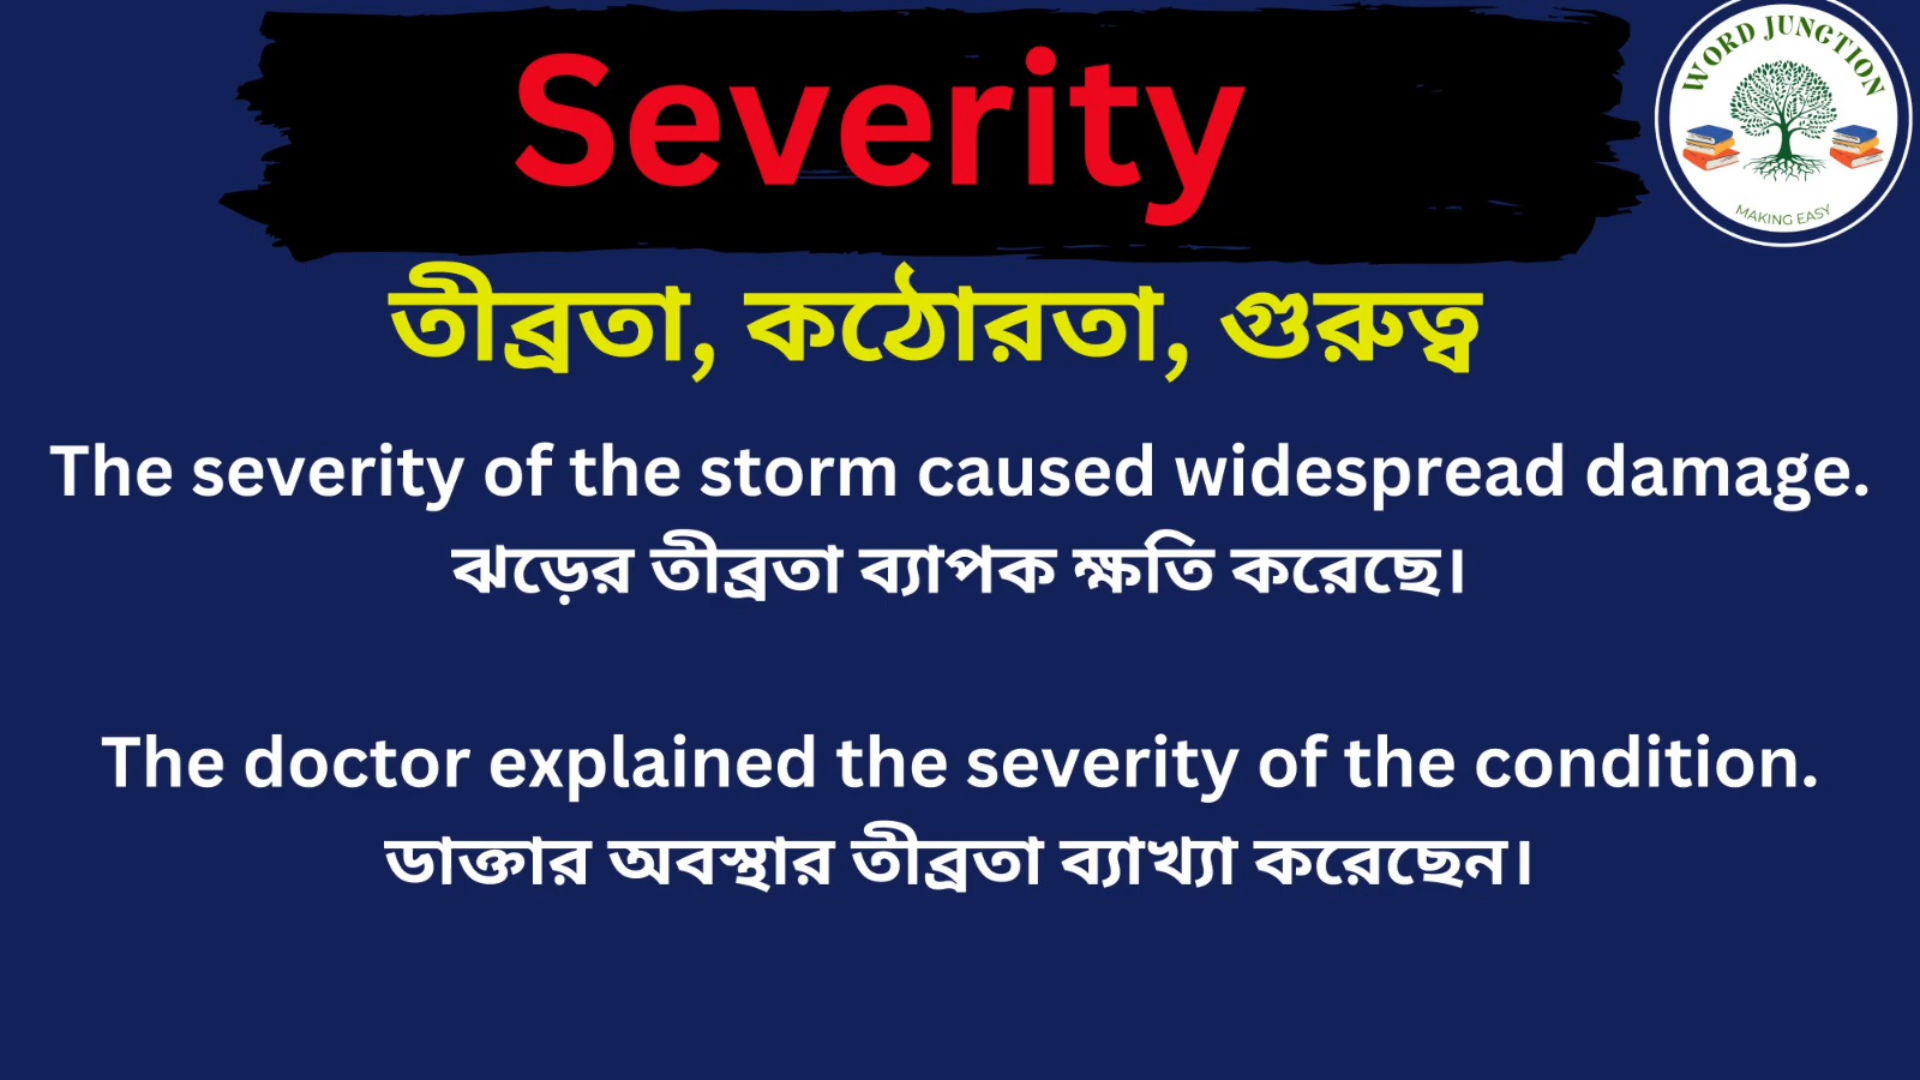 Severity
WORD JUNCTION
MAKING EASY
তীব্রতা, কঠোরতা, গুরুত্ব
The severity of the storm caused widespread damage.
ঝড়ের তীব্রতা ব্যাপক ক্ষতি করেছে।
The doctor explained the severity of the condition.
ডাক্তার অবস্থার তীব্রতা ব্যাখ্যা করেছেন।